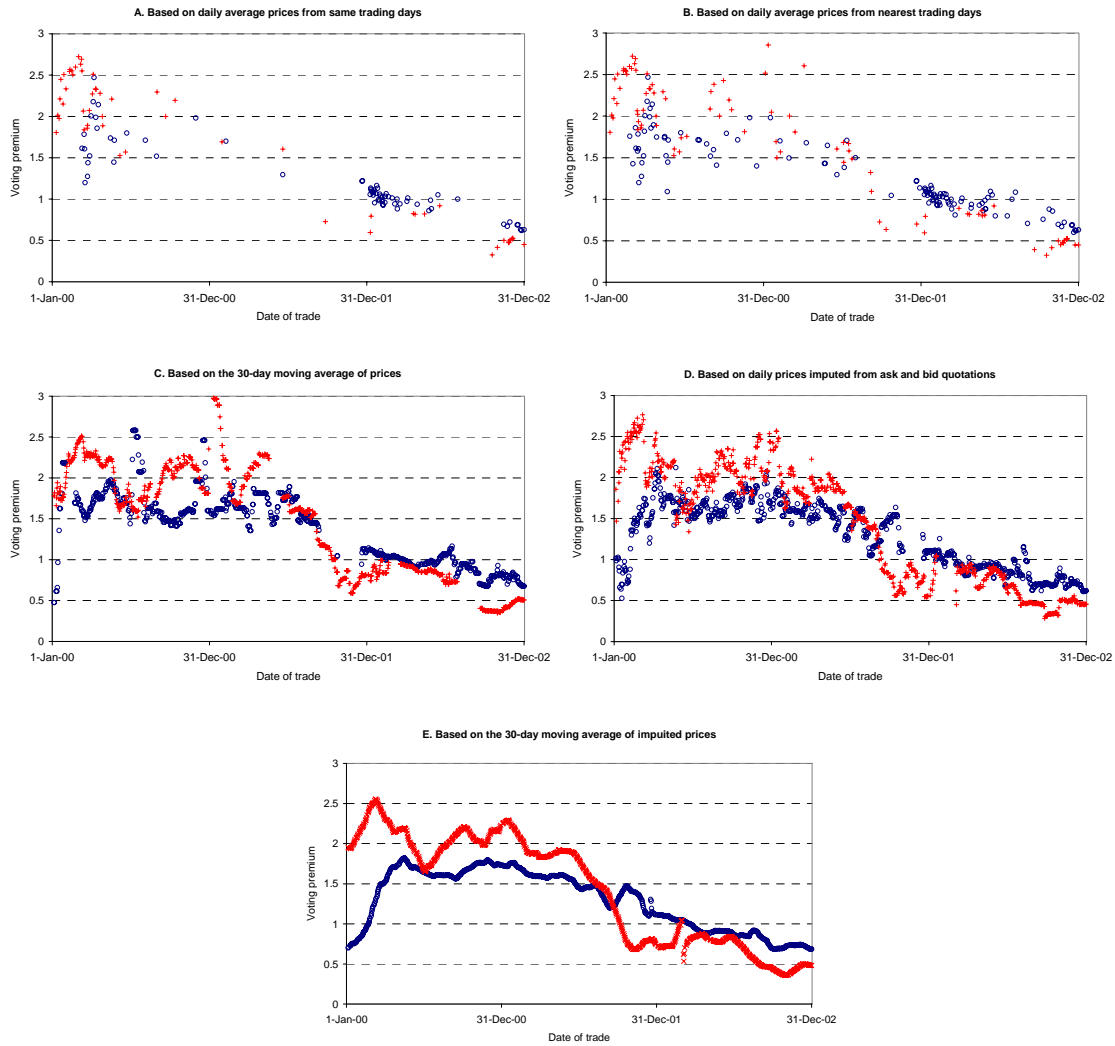 A. Based on daily average prices from same trading days
3
2.5
2
1.5
1
0.5
0
Voting premium
1-Jan-00
31-Dec-00
31-Dec-01
31-Dec-02
Date of trade
B. Based on daily average prices from nearest trading days
3
2.5
2
1.5
1
0.5
0
Voting premium
1-Jan-00
31-Dec-00
31-Dec-01
31-Dec-02
Date of trade
C. Based on the 30-day moving average of prices
3
2.5
2
1.5
1
0.5
0
Voting premium
1-Jan-00
31-Dec-00
31-Dec-01
31-Dec-02
Date of trade
D. Based on daily prices imputed from ask and bid quotations
3
2.5
2
1.5
1
0.5
0
Voting premium
1-Jan-00
31-Dec-00
31-Dec-01
31-Dec-02
Date of trade
E. Based on the 30-day moving average of impuited prices
3
2.5
2
1.5
1
0.5
0
Voting premium
1-Jan-00
31-Dec-00
31-Dec-01
31-Dec-02
Date of trade